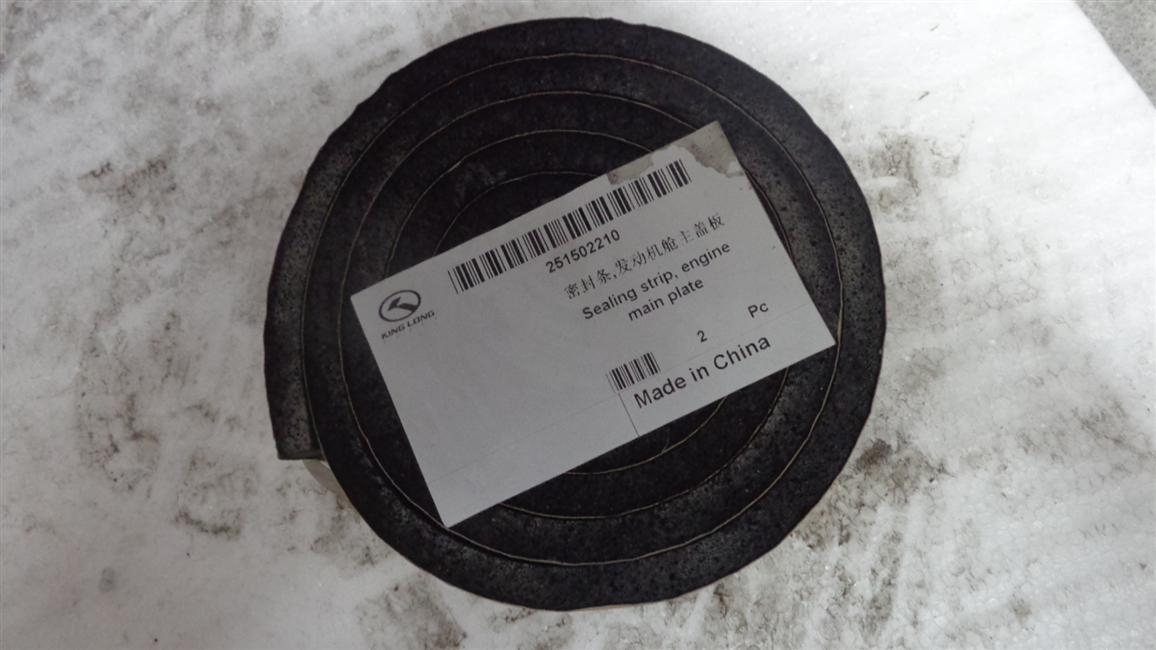 251502210
KING LONG
密封条,发动机舱主盖板
Sealing strip, engine
main plate
2 Pc
Made in China